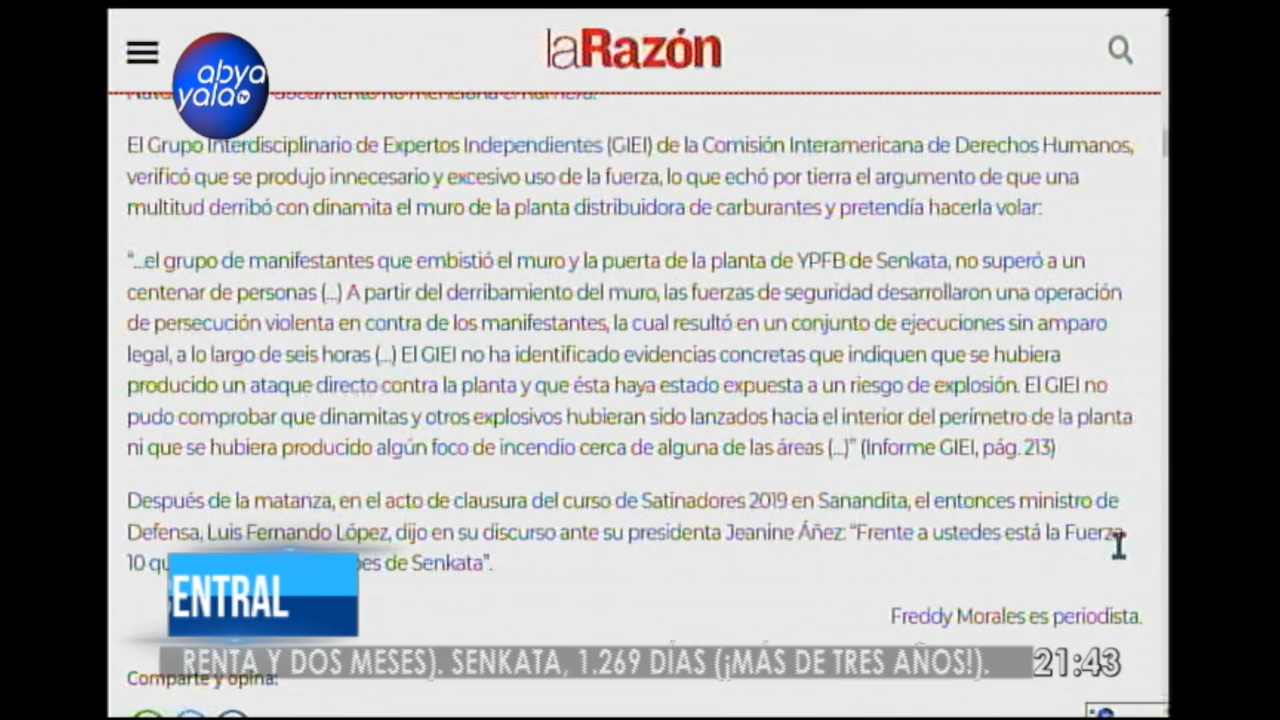 laRazón
abya
yala tv
documento no menciona el número.
El Grupo Interdisciplinario de Expertos Independientes (GIEI) de la Comisión Interamericana de Derechos Humanos,
verificó que se produjo innecesario y excesivo uso de la fuerza, lo que echó por tierra el argumento de que una
multitud derribó con dinamita el muro de la planta distribuidora de carburantes y pretendía hacerla volar:
“…el grupo de manifestantes que embistió el muro y la puerta de la planta de YPFB de Senkata, no superó a un
centenar de personas (…) A partir del derribamiento del muro, las fuerzas de seguridad desarrollaron una operación
de persecución violenta en contra de los manifestantes, la cual resultó en un conjunto de ejecuciones sin amparo
legal, a lo largo de seis horas (…) El GIEI no ha identificado evidencias concretas que indiquen que se hubiera
producido un ataque directo contra la planta y que ésta haya estado expuesta a un riesgo de explosión. El GIEI no
pudo comprobar que dinamitas y otros explosivos hubieran sido lanzados hacia el interior del perímetro de la planta
ni que se hubiera producido algún foco de incendio cerca de alguna de las áreas (…)” (Informe GIEI, pág. 213)
Después de la matanza, en el acto de clausura del curso de Satinadores 2019 en Sanandita, el entonces ministro de
Defensa, Luis Fernando López, dijo en su discurso ante su presidenta Jeanine Áñez: “Frente a ustedes está la Fuerza
10 qu es de Senkata”.
ENTRAL
Freddy Morales es periodista.
RENTA Y DOS MESES). SENKATA, 1.269 DÍAS (¡MÁS DE TRES AÑOS!).
21:43
Comparte y opina: